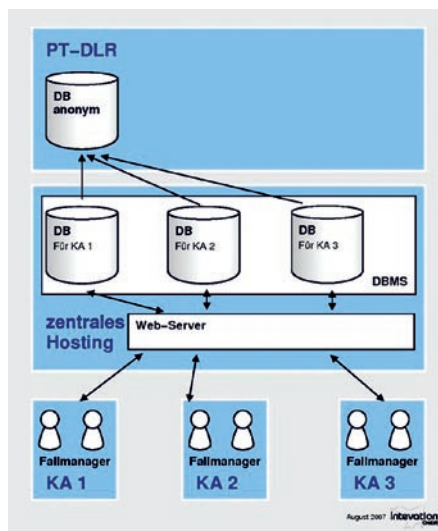 PT-DLR
DB
anonym
DB
Für KA 1
DB
Für KA 2
DB
Für KA 3
DBMS
zentrales
Hosting
Web-Server
Fallmanager
KA 1
Fallmanager
KA 2
Fallmanager
KA 3
August 2007 intevation